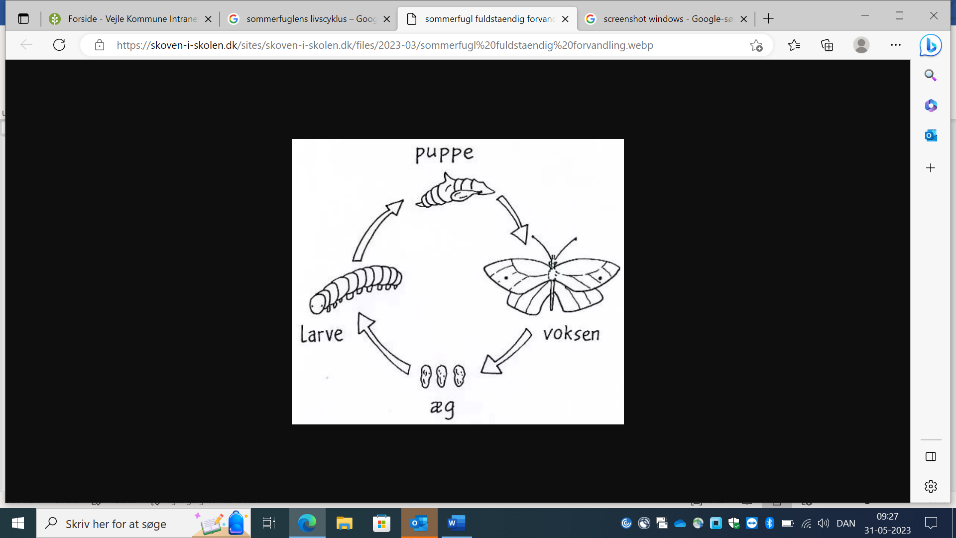 Forside - Vejle Kommune Intrane
sommerfuglens livscyklus – Goo
sommerfugl fuldstaendig forvan
screenshot windows - Google-sø
https://skoven-i-skolen.dk/sites/skoven-i-skolen.dk/files/2023-03/sommerfugl%20fuldstaendig%20forvandling.webp
puppe
Larve
voksen
æg
Skriv her for at søge
DAN
09:27
31-05-2023